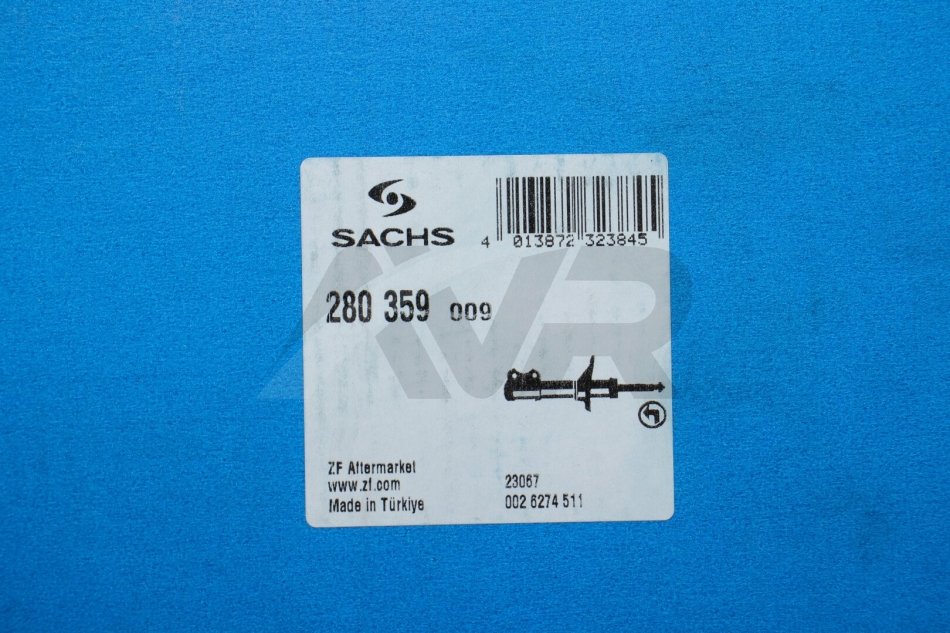 SACHS
4 013872 323845
280 359 009
ZF Aftermarket
www.zf.com
Made in Türkiye
23067
002 6274 511
AVR